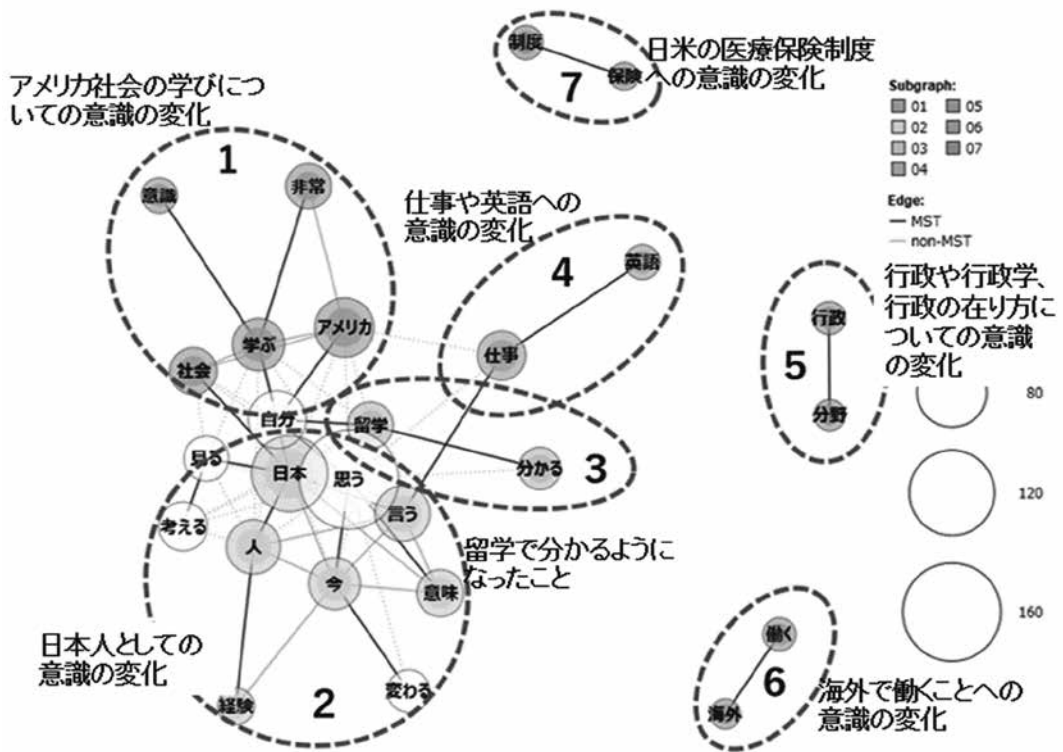 制度
保険
7
日米の医療保険制度
への意識の変化
アメリカ社会の学びにつ
いての意識の変化
1
意識
非常
学ぶ
アメリカ
社会
自分
仕事や英語への
意識の変化
4
英語
仕事
Subgraph:
01 05
02 06
03 07
04
Edge:
MST
non-MST
行政や行政学、
行政の在り方に
についての意識
の変化
5
行政
分野
80
120
160
留学
分かる
3
留学で分かるように
なったこと
見る
日本
思う
考える
言う
人
今
意味
経験
変わる
2
日本人としての
意識の変化
働く
海外
6
海外で働くことへの
意識の変化